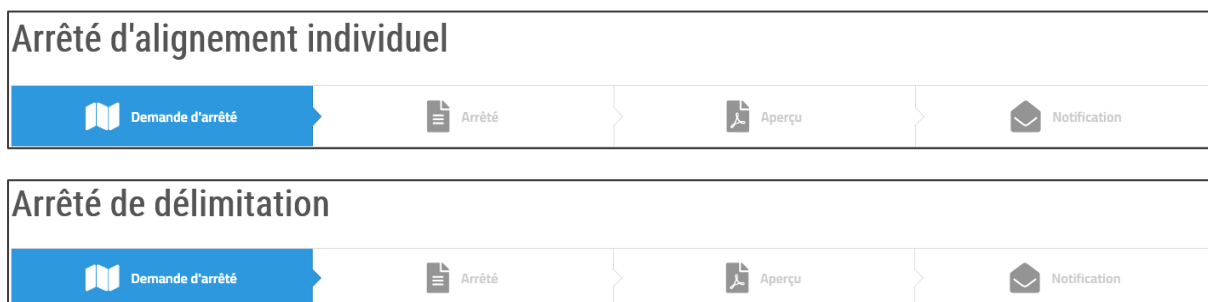 Arrêté d'alignement individuel
Demande d'arrêté Arrêté Aperçu Notification
Arrêté de délimitation
Demande d'arrêté Arrêté Aperçu Notification